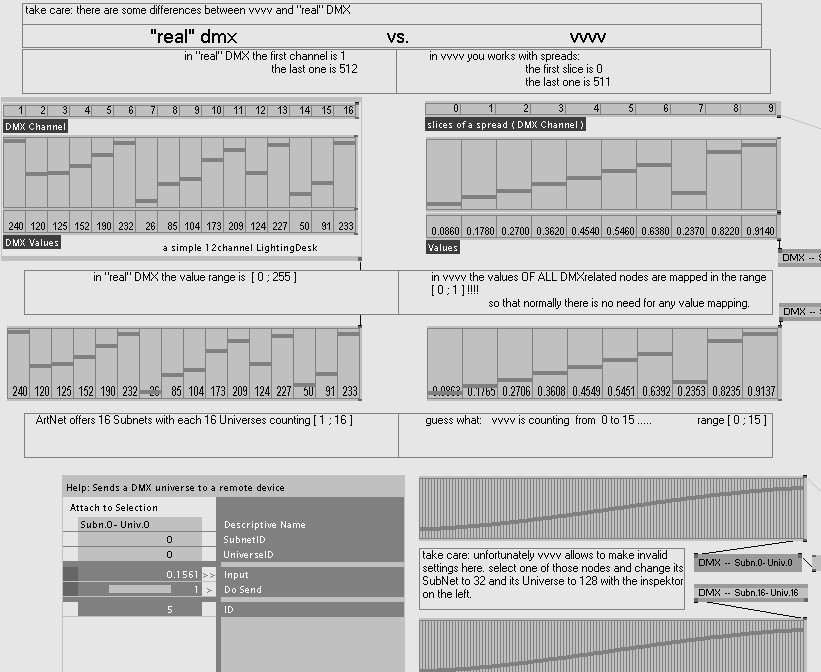 take care: there are some differences between vvvv and "real" DMX
"real" dmx vs. vvvv
in "real" DMX the first channel is 1
the last one is 512
in vvvv you works with spreads:
the first slice is 0
the last one is 511
1 2 3 4 5 6 7 8 9 10 11 12 13 14 15 16
DMX Channel
240 120 125 152 190 232 26 85 104 173 209 124 227 50 91 233
DMX Values
a simple 12channel LightingDesk
0 1 2 3 4 5 6 7 8 9
slices of a spread ( DMX Channel )
0.0860 0.1780 0.2700 0.3620 0.4540 0.5460 0.6380 0.2370 0.8220 0.9140
Values
DMX -- S
in "real" DMX the value range is [ 0 ; 255 ]
in vvvv the values OF ALL DMXrelated nodes are mapped in the range
[ 0 ; 1 ] !!!!
so that normally there is no need for any value mapping.
DMX -- S
240 120 125 152 190 232 26 85 104 173 209 124 227 50 91 233
0.0863 0.1765 0.2706 0.3608 0.4549 0.5451 0.6392 0.2353 0.8235 0.9137
ArtNet offers 16 Subnets with each 16 Universes counting [ 1 ; 16 ]
guess what: vvvv is counting from 0 to 15 ..... range [ 0 ; 15 ]
Help: Sends a DMX universe to a remote device
Attach to Selection
Subn.0- Univ.0 Descriptive Name
0 SubnetID
0 UniverseID
0.1561 >> Input
1 > Do Send
5 ID
take care: unfortunately vvvv allows to make invalid
settings here. select one of those nodes and change its
SubNet to 32 and its Universe to 128 with the inspektor
on the left.
DMX -- Subn.0- Univ.0
DMX -- Subn.16- Univ.16